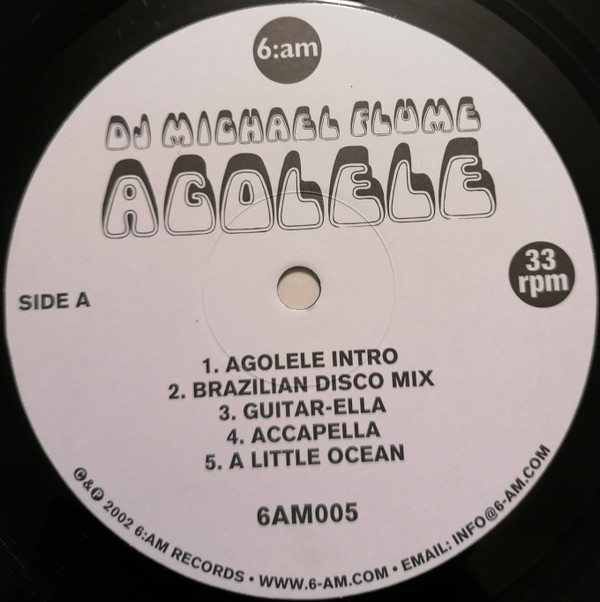 6:am
DJ MICHAEL FLUME
AGOLELE
33
rpm
SIDE A
1. AGOLELE INTRO
2. BRAZILIAN DISCO MIX
3. GUITAR-ELLA
4. ACCAPELLA
5. A LITTLE OCEAN
6AM005
©&℗ 2002 6:AM RECORDS • WWW.6-AM.COM • EMAIL: INFO@6-AM.COM